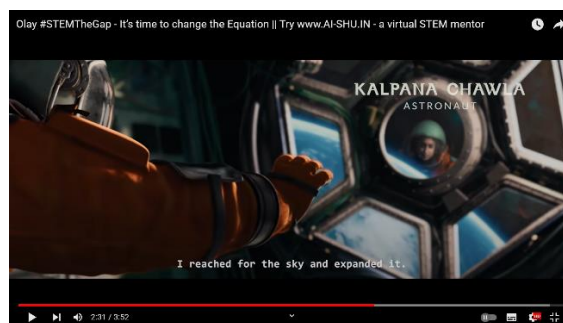 Olay #STEMTheGap - It's time to change the Equation || Try www.AI-SHU.IN - a virtual STEM mentor
KALPANA CHAWLA
ASTRONAUT
I reached for the sky and expanded it.
2:31 / 3:52